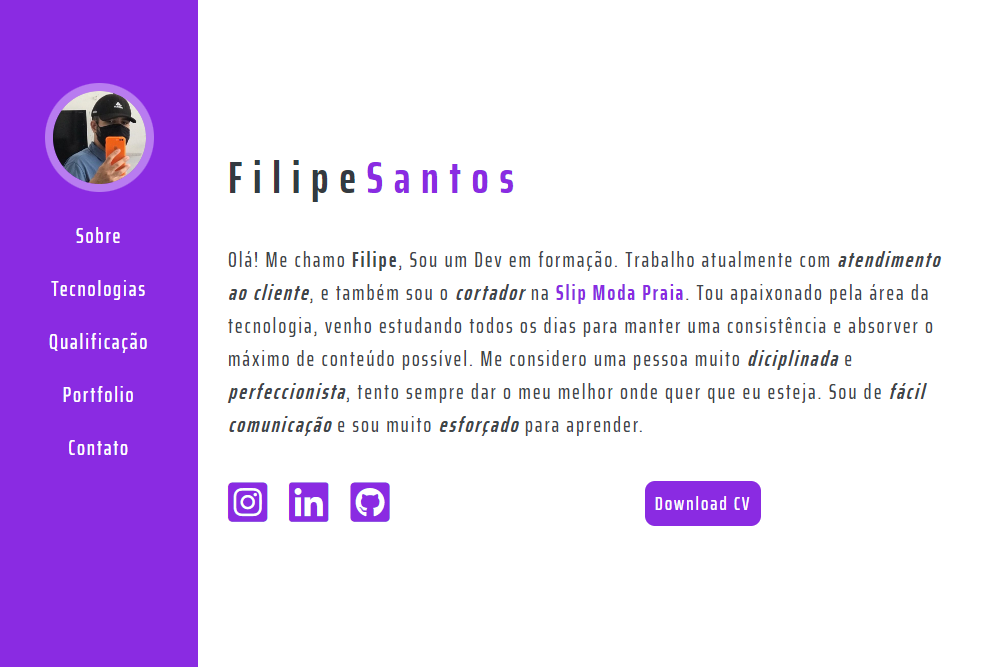 Sobre
Tecnologias
Qualificação
Portfolio
Contato
FilipeSantos
Olá! Me chamo Filipe, Sou um Dev em formação. Trabalho atualmente com atendimento
ao cliente, e também sou o cortador na Slip Moda Praia. Tou apaixonado pela área da
tecnologia, venho estudando todos os dias para manter uma consistência e absorver o
máximo de conteúdo possível. Me considero uma pessoa muito diciplinada e
perfeccionista, tento sempre dar o meu melhor onde quer que eu esteja. Sou de fácil
comunicação e sou muito esforçado para aprender.
in
Download CV